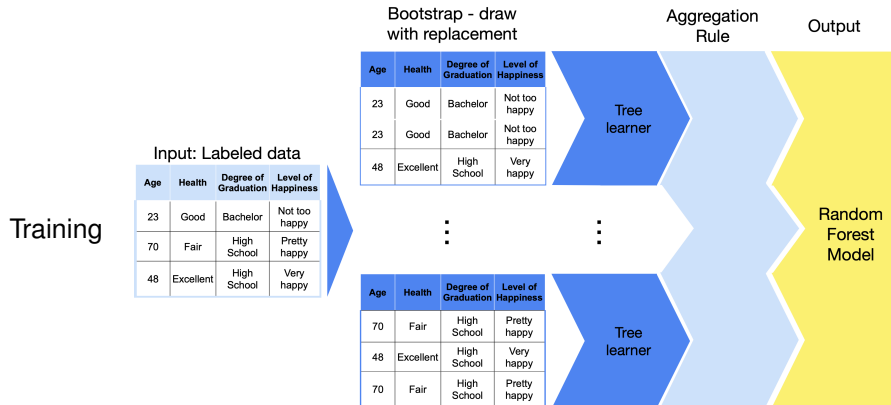 Bootstrap - draw
with replacement
Aggregation
Rule
Output
Age Health Degree of Graduation Level of Happiness
23 Good Bachelor Not too happy
23 Good Bachelor Not too happy
48 Excellent High School Very happy
Tree
learner
Input: Labeled data
Age Health Degree of Graduation Level of Happiness
23 Good Bachelor Not too happy
70 Fair High School Pretty happy
48 Excellent High School Very happy
Training
Random
Forest
Model
Age Health Degree of Graduation Level of Happiness
70 Fair High School Pretty happy
48 Excellent High School Very happy
70 Fair High School Pretty happy
Tree
learner